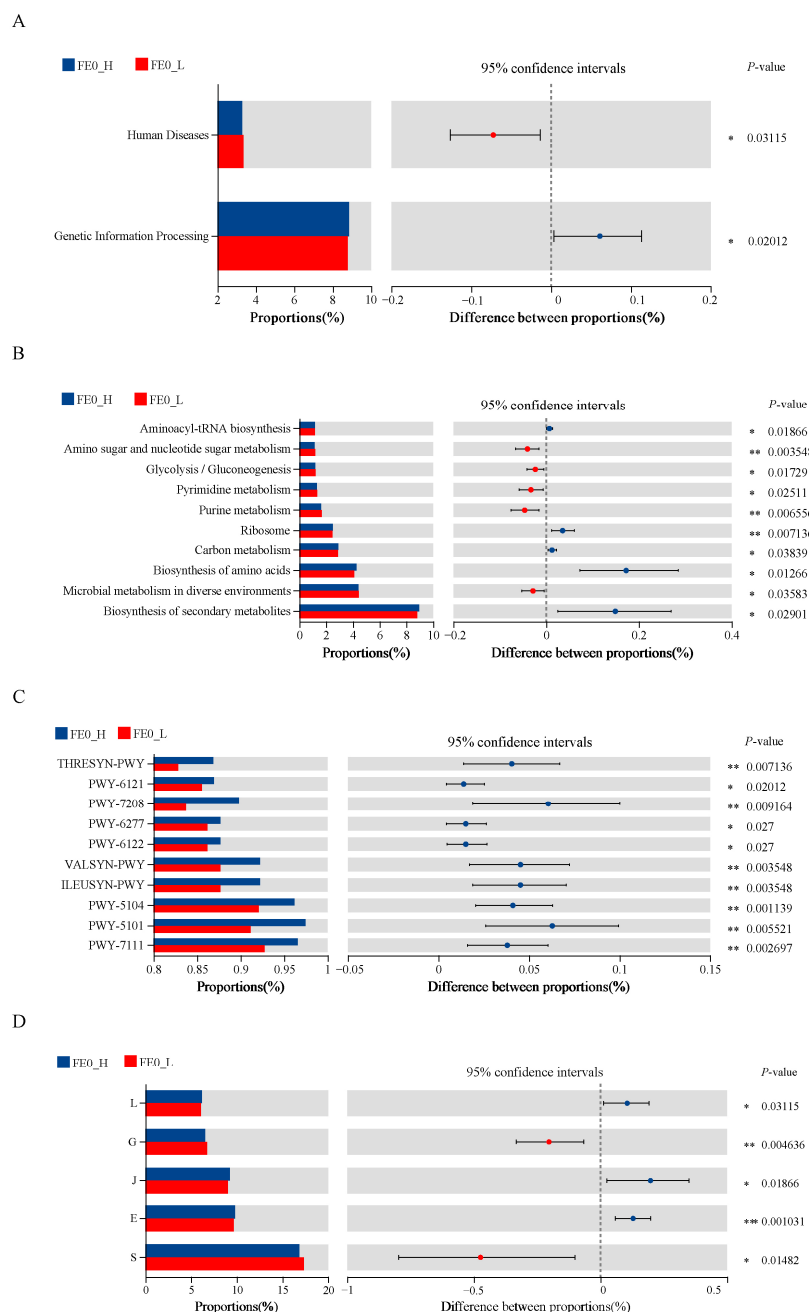 A
FE0_H FE0_L 95% confidence intervals P-value
Human Diseases * 0.03115
Genetic Information Processing * 0.02012
2 4 6 8 10 −0.2 −0.1 0 0.1 0.2
Proportions(%) Difference between proportions(%)
B
FE0_H FE0_L 95% confidence intervals P-value
Aminoacyl-tRNA biosynthesis * 0.01866
Amino sugar and nucleotide sugar metabolism ** 0.003548
Glycolysis / Gluconeogenesis * 0.01729
Pyrimidine metabolism * 0.02511
Purine metabolism ** 0.006556
Ribosome ** 0.007136
Carbon metabolism * 0.03839
Biosynthesis of amino acids * 0.01266
Microbial metabolism in diverse environments * 0.03583
Biosynthesis of secondary metabolites * 0.02901
0 2 4 6 8 10 −0.2 0 0.2 0.4
Proportions(%) Difference between proportions(%)
C
FE0_H FE0_L 95% confidence intervals P-value
THRESYN-PWY ** 0.007136
PWY-6121 * 0.02012
PWY-7208 ** 0.009164
PWY-6277 * 0.027
PWY-6122 * 0.027
VALSYN-PWY ** 0.003548
ILEUSYN-PWY ** 0.003548
PWY-5104 ** 0.001139
PWY-5101 ** 0.005521
PWY-7111 ** 0.002697
0.8 0.85 0.9 0.95 1 −0.05 0 0.05 0.1 0.15
Proportions(%) Difference between proportions(%)
D
FE0_H FE0_L 95% confidence intervals P-value
L * 0.03115
G ** 0.004636
J * 0.01866
E *** 0.001031
S * 0.01482
0 5 10 15 20 −1 −0.5 0 0.5
Proportions(%) Difference between proportions(%)